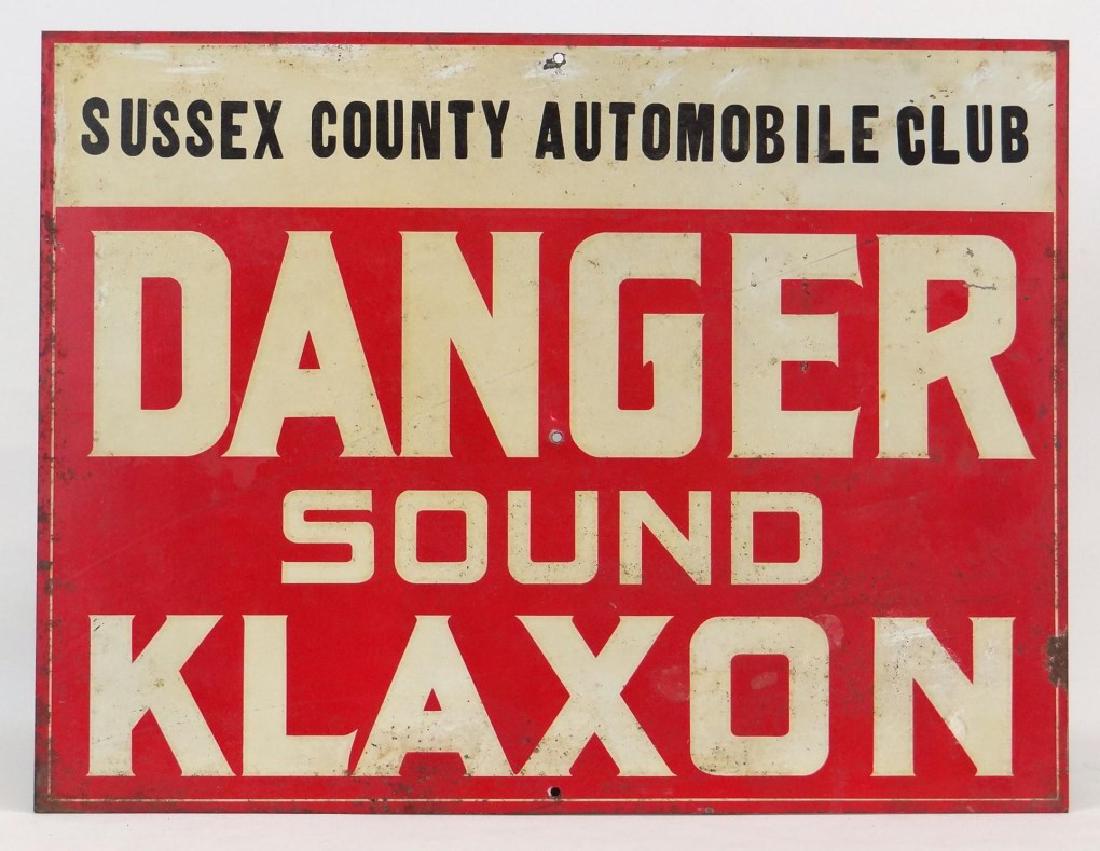 SUSSEX COUNTY AUTOMOBILE CLUB
DANGER
SOUND
KLAXON